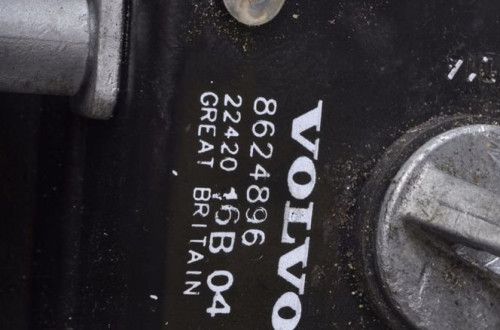 VOLVO
8624896
22420 16B 04
GREAT BRITAIN